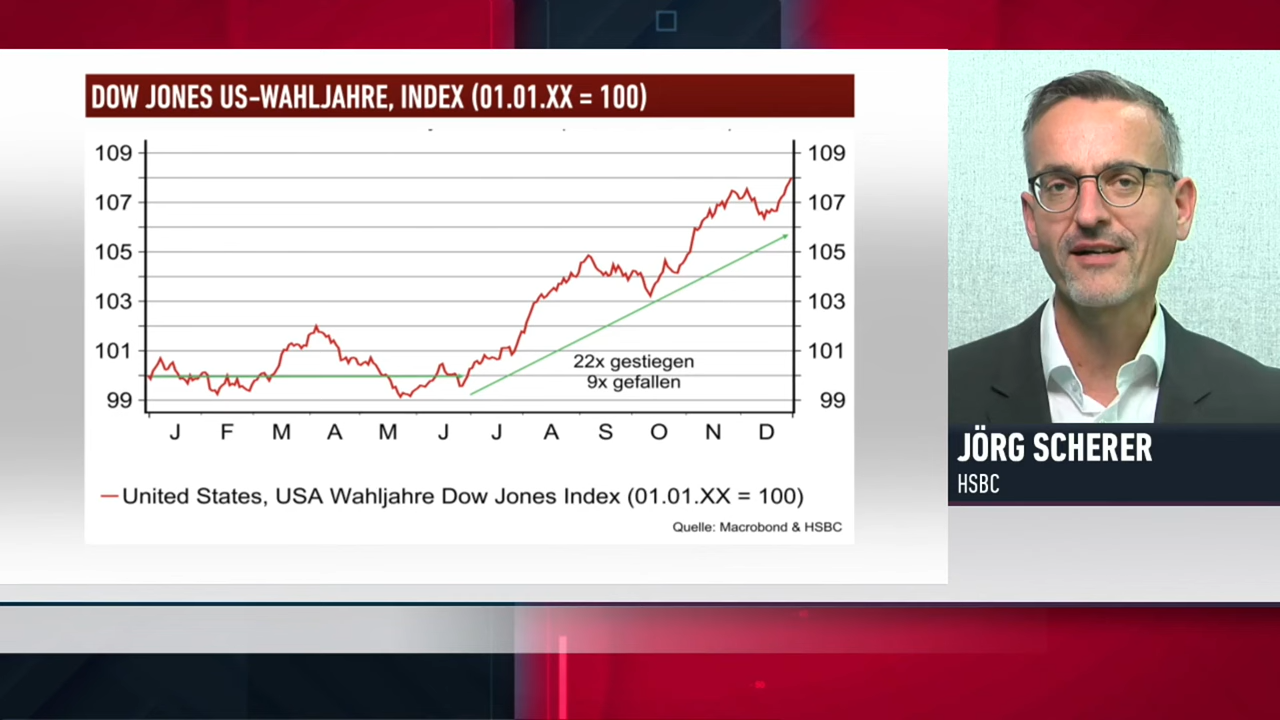 DOW JONES US-WAHLJAHRE, INDEX (01.01.XX = 100)
109
109
107
107
105
105
103
103
101
101
99
99
22x gestiegen
9x gefallen
J F M A M J J A S O N D
United States, USA Wahljahre Dow Jones Index (01.01.XX = 100)
Quelle: Macrobond & HSBC
JÖRG SCHERER
HSBC